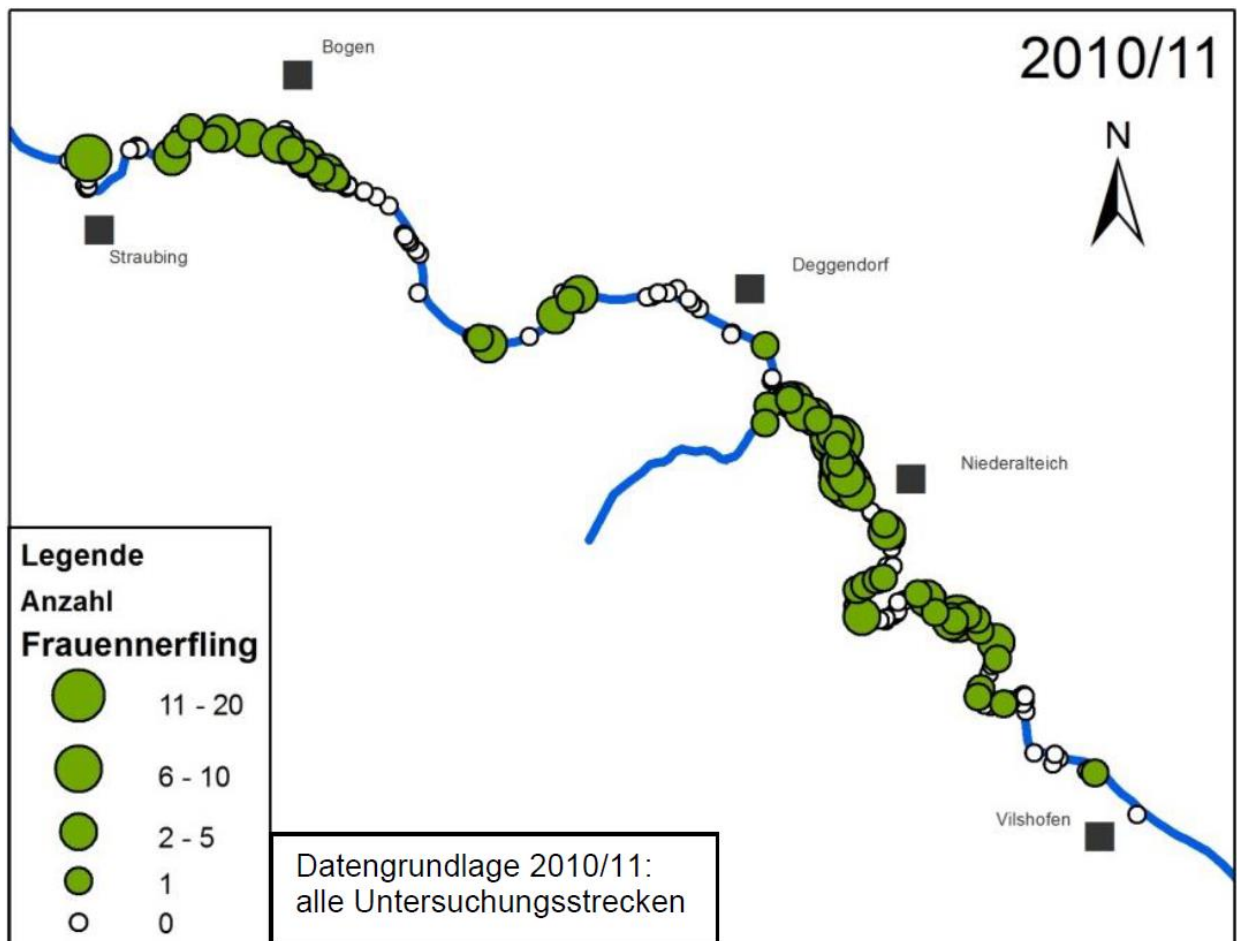 2010/11
Bogen
N
Straubing
Deggendorf
Niederalteich
Vilshofen
Legende
Anzahl
Frauennerfling
11 - 20
6 - 10
2 - 5
1
0
Datengrundlage 2010/11:
alle Untersuchungsstrecken